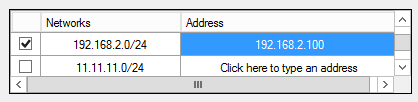 Networks Address
192.168.2.0/24 192.168.2.100
11.11.11.0/24 Click here to type an address